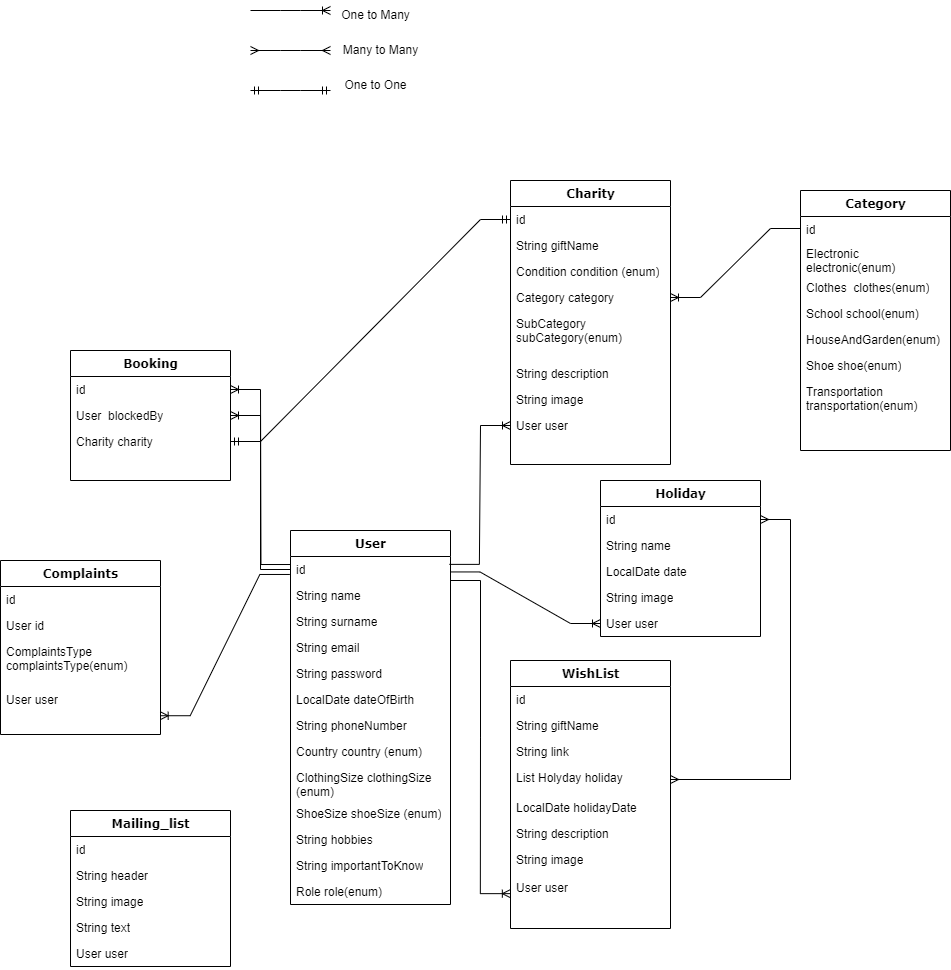 One to Many
Many to Many
One to One
Charity
id
String giftName
Condition condition (enum)
Category category
SubCategory
subCategory(enum)
String description
String image
User user
Category
id
Electronic
electronic(enum)
Clothes  clothes(enum)
School school(enum)
HouseAndGarden(enum)
Shoe shoe(enum)
Transportation
transportation(enum)
Booking
id
User  blockedBy
Charity charity
Holiday
id
String name
LocalDate date
String image
User user
User
id
String name
String surname
String email
String password
LocalDate dateOfBirth
String phoneNumber
Country country (enum)
ClothingSize clothingSize
(enum)
ShoeSize shoeSize (enum)
String hobbies
String importantToKnow
Role role(enum)
Complaints
id
User id
ComplaintsType
complaintsType(enum)
User user
WishList
id
String giftName
String link
List Holyday holiday
LocalDate holidayDate
String description
String image
User user
Mailing_list
id
String header
String image
String text
User user